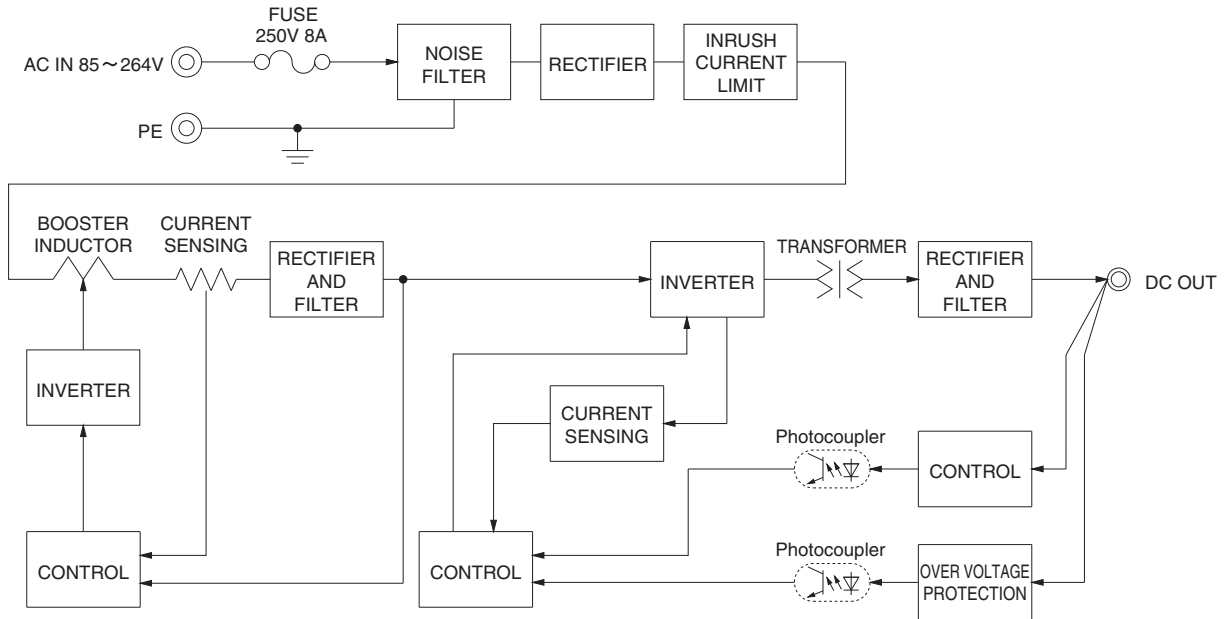 FUSE
250V 8A
AC IN 85～264V
NOISE
FILTER
RECTIFIER
INRUSH
CURRENT
LIMIT
PE
BOOSTER
INDUCTOR
CURRENT
SENSING
RECTIFIER
AND
FILTER
INVERTER
TRANSFORMER
RECTIFIER
AND
FILTER
DC OUT
INVERTER
CURRENT
SENSING
Photocoupler
CONTROL
CONTROL
CONTROL
Photocoupler
OVER VOLTAGE
PROTECTION